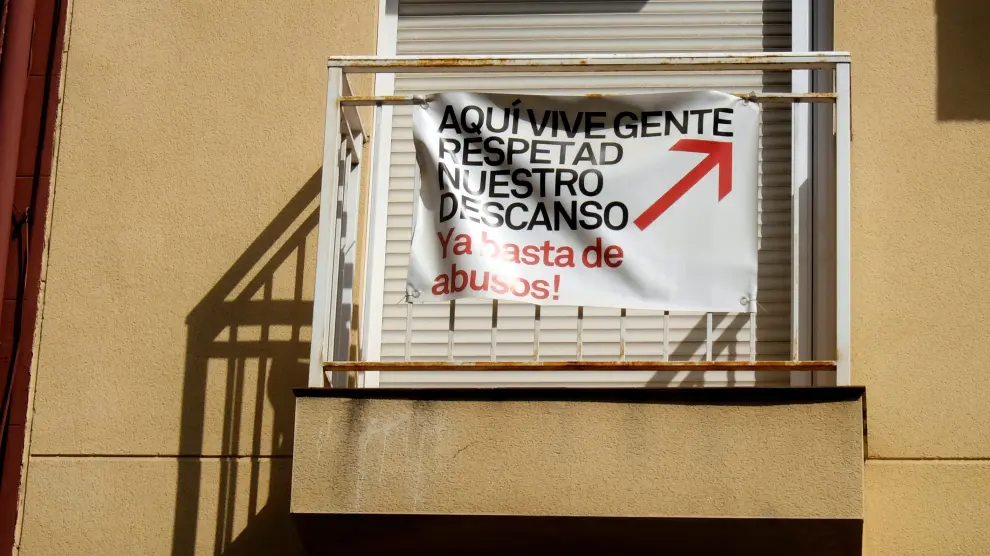 AQUÍ VIVE GENTE
RESPETAD
NUESTRO
DESCANSO
Ya basta de
abusos!